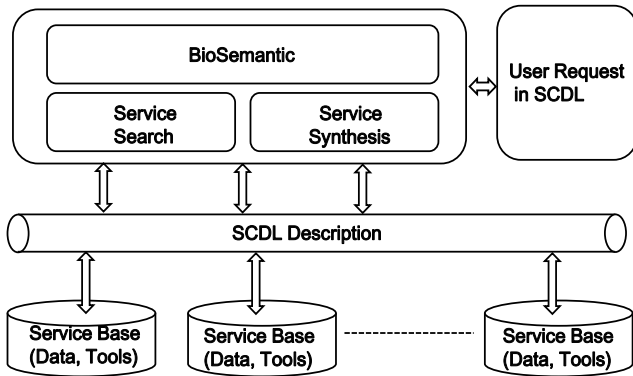 BioSemantic
User Request
in SCDL
Service
Search
Service
Synthesis
SCDL Description
Service Base
(Data, Tools)
Service Base
(Data, Tools)
Service Base
(Data, Tools)